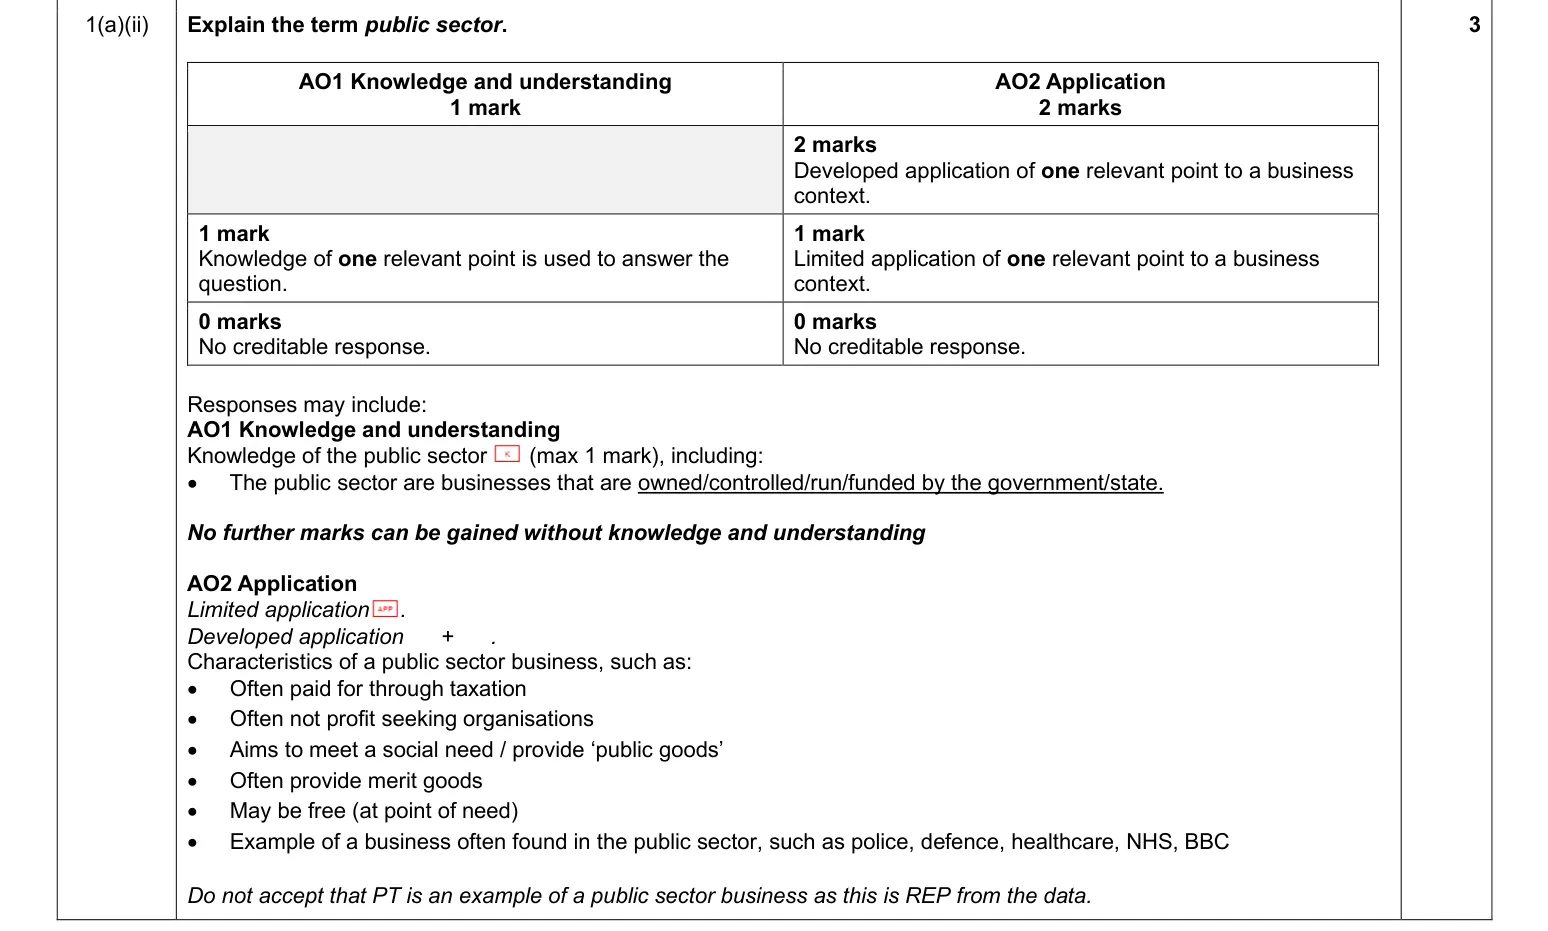 1(a)(ii)
Explain the term public sector.
3
AO1 Knowledge and understanding
1 mark
AO2 Application
2 marks
2 marks
Developed application of one relevant point to a business
context.
1 mark
Knowledge of one relevant point is used to answer the
question.
1 mark
Limited application of one relevant point to a business
context.
0 marks
No creditable response.
0 marks
No creditable response.
Responses may include:
AO1 Knowledge and understanding
Knowledge of the public sector K (max 1 mark), including:
• The public sector are businesses that are owned/controlled/run/funded by the government/state.
No further marks can be gained without knowledge and understanding
AO2 Application
Limited application APP.
Developed application + .
Characteristics of a public sector business, such as:
• Often paid for through taxation
• Often not profit seeking organisations
• Aims to meet a social need / provide ‘public goods’
• Often provide merit goods
• May be free (at point of need)
• Example of a business often found in the public sector, such as police, defence, healthcare, NHS, BBC
Do not accept that PT is an example of a public sector business as this is REP from the data.